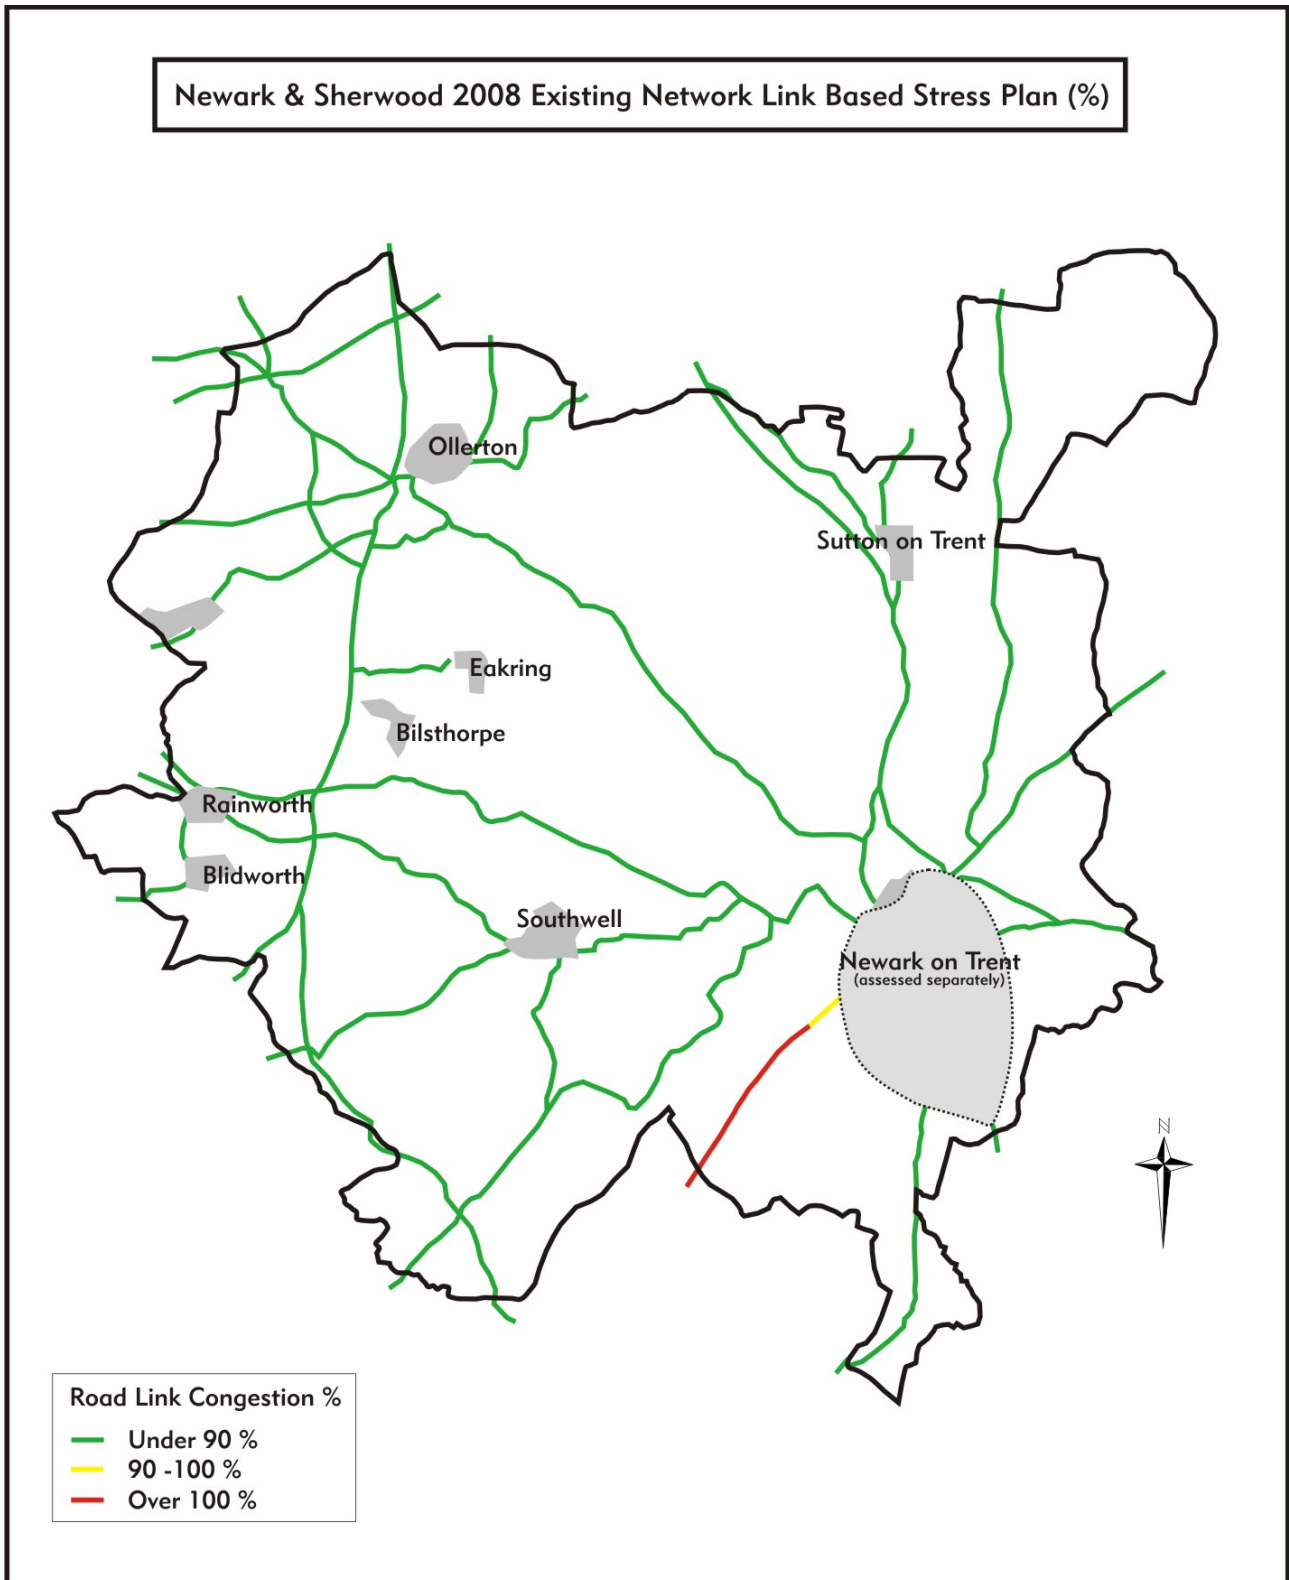 Newark & Sherwood 2008 Existing Network Link Based Stress Plan (%)
Ollerton
Sutton on Trent
Eakring
Bilsthorpe
Rainworth
Blidworth
Southwell
Newark on Trent
(assessed separately)
N
Road Link Congestion %
Under 90 %
90 -100 %
Over 100 %